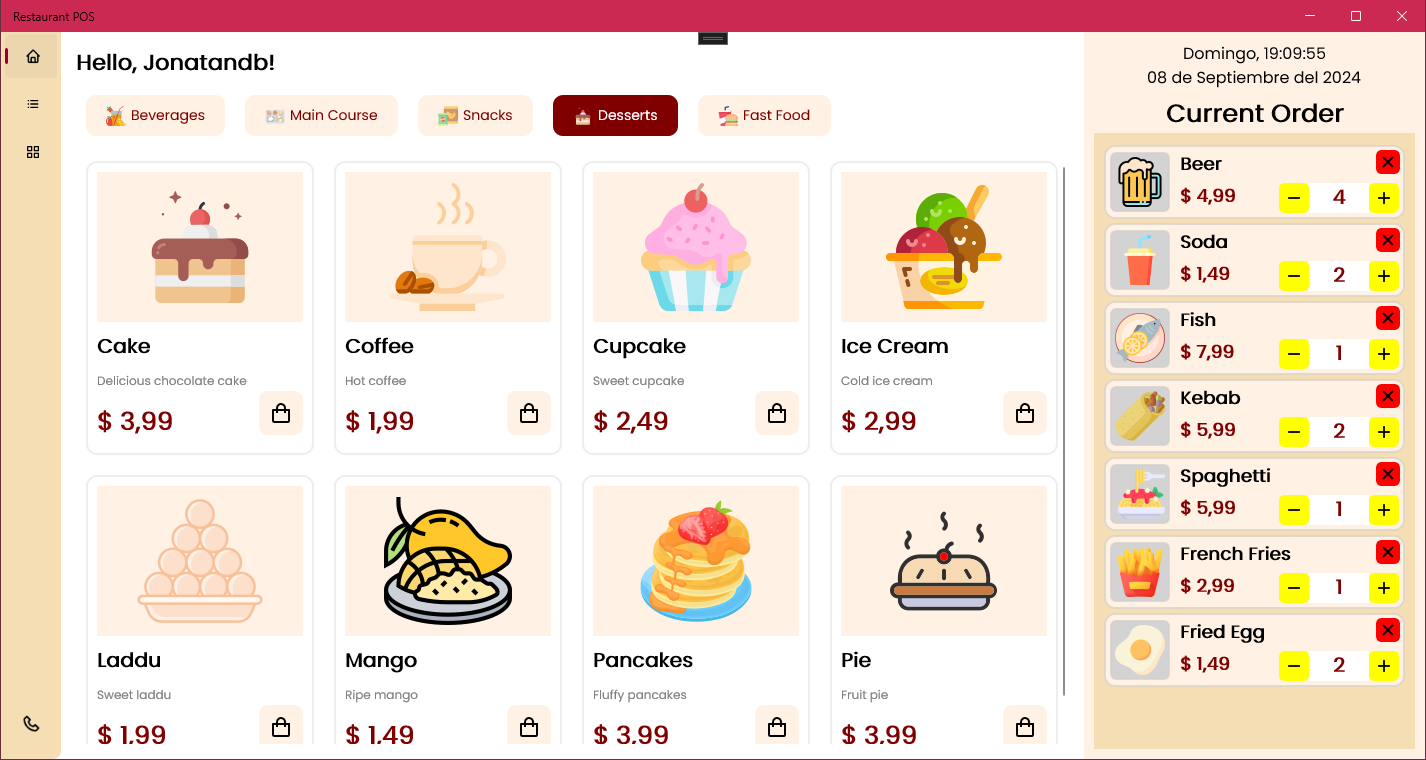 Restaurant POS
Hello, Jonatandb!
Beverages
Main Course
Snacks
Desserts
Fast Food
Cake
Delicious chocolate cake
$ 3,99
Coffee
Hot coffee
$ 1,99
Cupcake
Sweet cupcake
$ 2,49
Ice Cream
Cold ice cream
$ 2,99
Laddu
Sweet laddu
$ 1,99
Mango
Ripe mango
$ 1,49
Pancakes
Fluffy pancakes
$ 3,99
Pie
Fruit pie
$ 3,99
Domingo, 19:09:55
08 de Septiembre del 2024
Current Order
Beer
$ 4,99
4
Soda
$ 1,49
2
Fish
$ 7,99
1
Kebab
$ 5,99
2
Spaghetti
$ 5,99
1
French Fries
$ 2,99
1
Fried Egg
$ 1,49
2